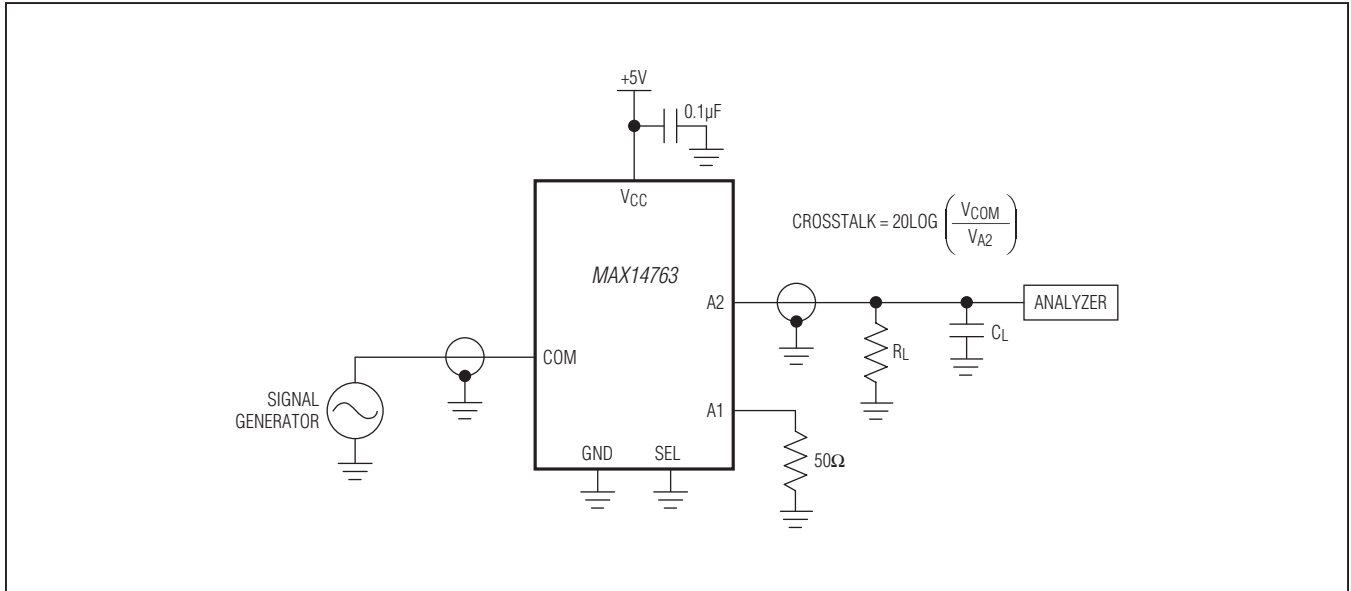 +5V
0.1µF
VCC
CROSSTALK = 20LOG (VCOM / VA2)
MAX14763
A2
ANALYZER
COM
RL
CL
SIGNAL
GENERATOR
A1
GND
SEL
50Ω